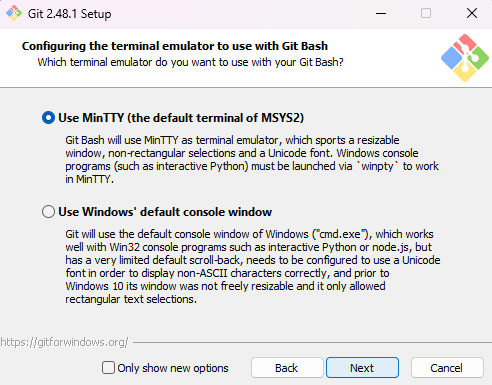 Git 2.48.1 Setup
Configuring the terminal emulator to use with Git Bash
Which terminal emulator do you want to use with your Git Bash?
Use MinTTY (the default terminal of MSYS2)
Git Bash will use MinTTY as terminal emulator, which sports a resizable
window, non-rectangular selections and a Unicode font. Windows console
programs (such as interactive Python) must be launched via `winpty` to work
in MinTTY.
Use Windows' default console window
Git will use the default console window of Windows ("cmd.exe"), which works
well with Win32 console programs such as interactive Python or node.js, but
has a very limited default scroll-back, needs to be configured to use a Unicode
font in order to display non-ASCII characters correctly, and prior to
Windows 10 its window was not freely resizable and it only allowed
rectangular text selections.
https://gitforwindows.org/
Only show new options
Back
Next
Cancel